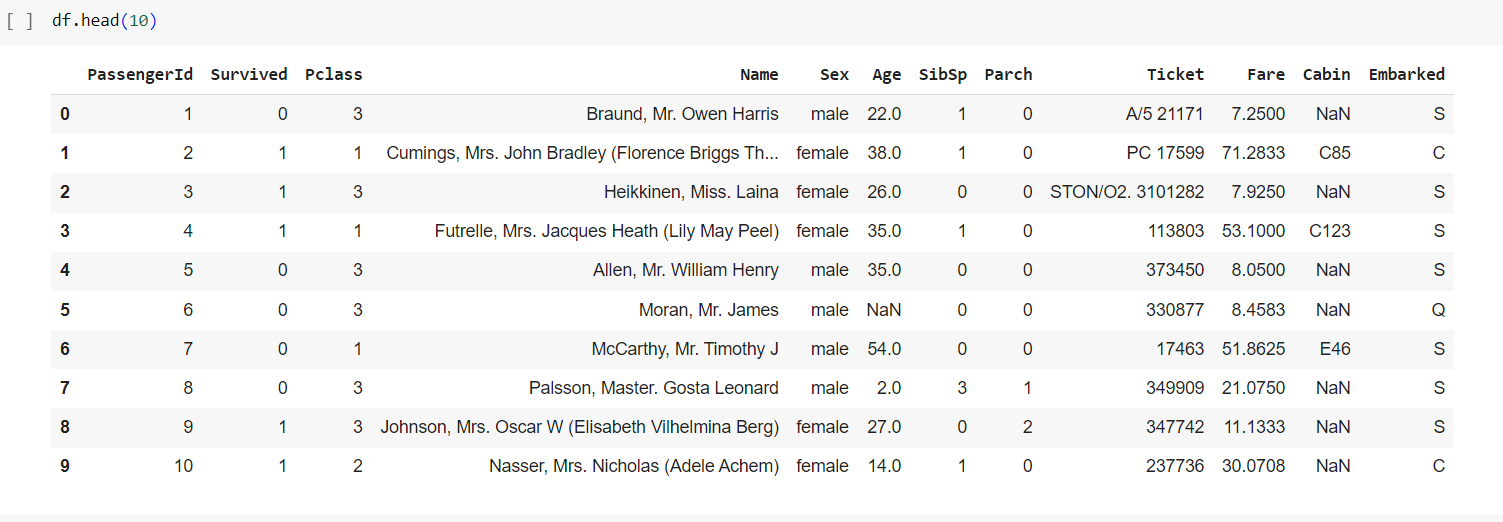 [ ] df.head(10)
PassengerId Survived Pclass Name Sex Age SibSp Parch Ticket Fare Cabin Embarked
0 1 0 3 Braund, Mr. Owen Harris male 22.0 1 0 A/5 21171 7.2500 NaN S
1 2 1 1 Cumings, Mrs. John Bradley (Florence Briggs Th... female 38.0 1 0 PC 17599 71.2833 C85 C
2 3 1 3 Heikkinen, Miss. Laina female 26.0 0 0 STON/O2. 3101282 7.9250 NaN S
3 4 1 1 Futrelle, Mrs. Jacques Heath (Lily May Peel) female 35.0 1 0 113803 53.1000 C123 S
4 5 0 3 Allen, Mr. William Henry male 35.0 0 0 373450 8.0500 NaN S
5 6 0 3 Moran, Mr. James male NaN 0 0 330877 8.4583 NaN Q
6 7 0 1 McCarthy, Mr. Timothy J male 54.0 0 0 17463 51.8625 E46 S
7 8 0 3 Palsson, Master. Gosta Leonard male 2.0 3 1 349909 21.0750 NaN S
8 9 1 3 Johnson, Mrs. Oscar W (Elisabeth Vilhelmina Berg) female 27.0 0 2 347742 11.1333 NaN S
9 10 1 2 Nasser, Mrs. Nicholas (Adele Achem) female 14.0 1 0 237736 30.0708 NaN C